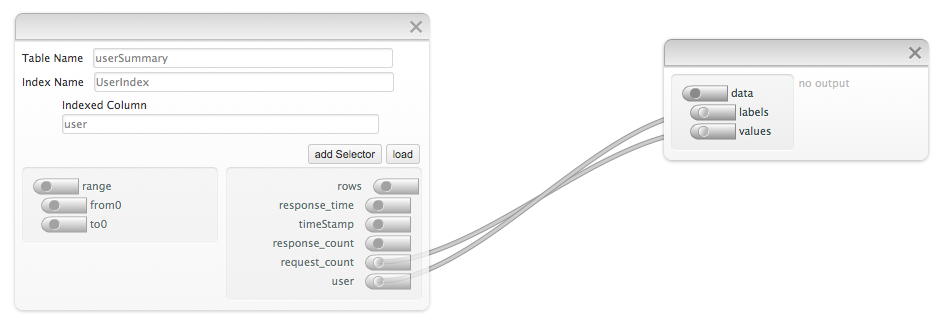 Table Name userSummary
Index Name UserIndex
Indexed Column
user
add Selector load
range
from0
to0
rows
response_time
timeStamp
response_count
request_count
user
data
labels
values
no output